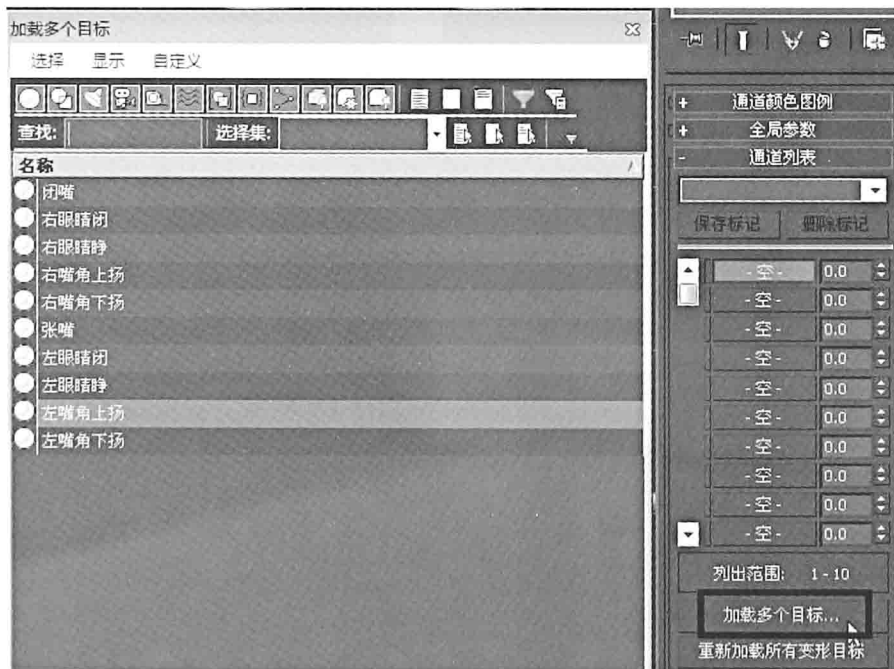 加载多个目标
选择 显示 自定义
查找: 选择集:
名称
闭嘴
右眼睛闭
右眼睛睁
右嘴角上扬
右嘴角下扬
张嘴
左眼睛闭
左眼睛睁
左嘴角上扬
左嘴角下扬
+ 通道颜色图例
+ 全局参数
- 通道列表
保存标记 删除标记
-空- 0.0
-空- 0.0
-空- 0.0
-空- 0.0
-空- 0.0
-空- 0.0
-空- 0.0
-空- 0.0
-空- 0.0
-空- 0.0
列出范围: 1 - 10
加载多个目标...
重新加载所有变形目标